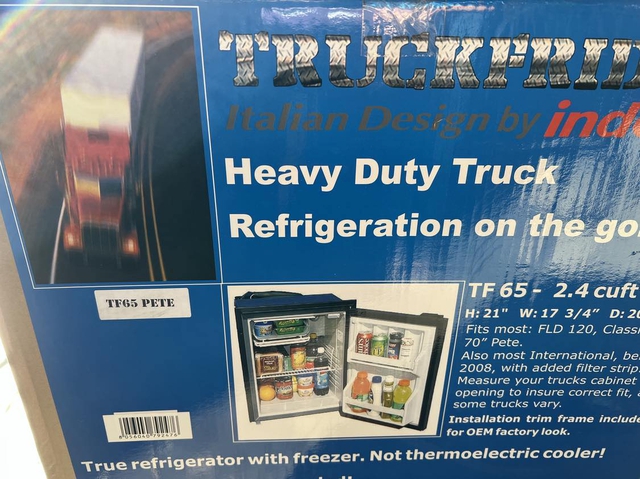 TRUCKFRID
Italian Design by ind
Heavy Duty Truck
Refrigeration on the go
TF65 PETE
TF 65 - 2.4 cuft
H: 21" W: 17 3/4" D: 20
Fits most: FLD 120, Classi
70" Pete.
Also most International, be
2008, with added filter strip.
Measure your trucks cabinet
opening to insure correct fit, a
some trucks vary.
Installation trim frame include
for OEM factory look.
8 056040 792476
True refrigerator with freezer. Not thermoelectric cooler!